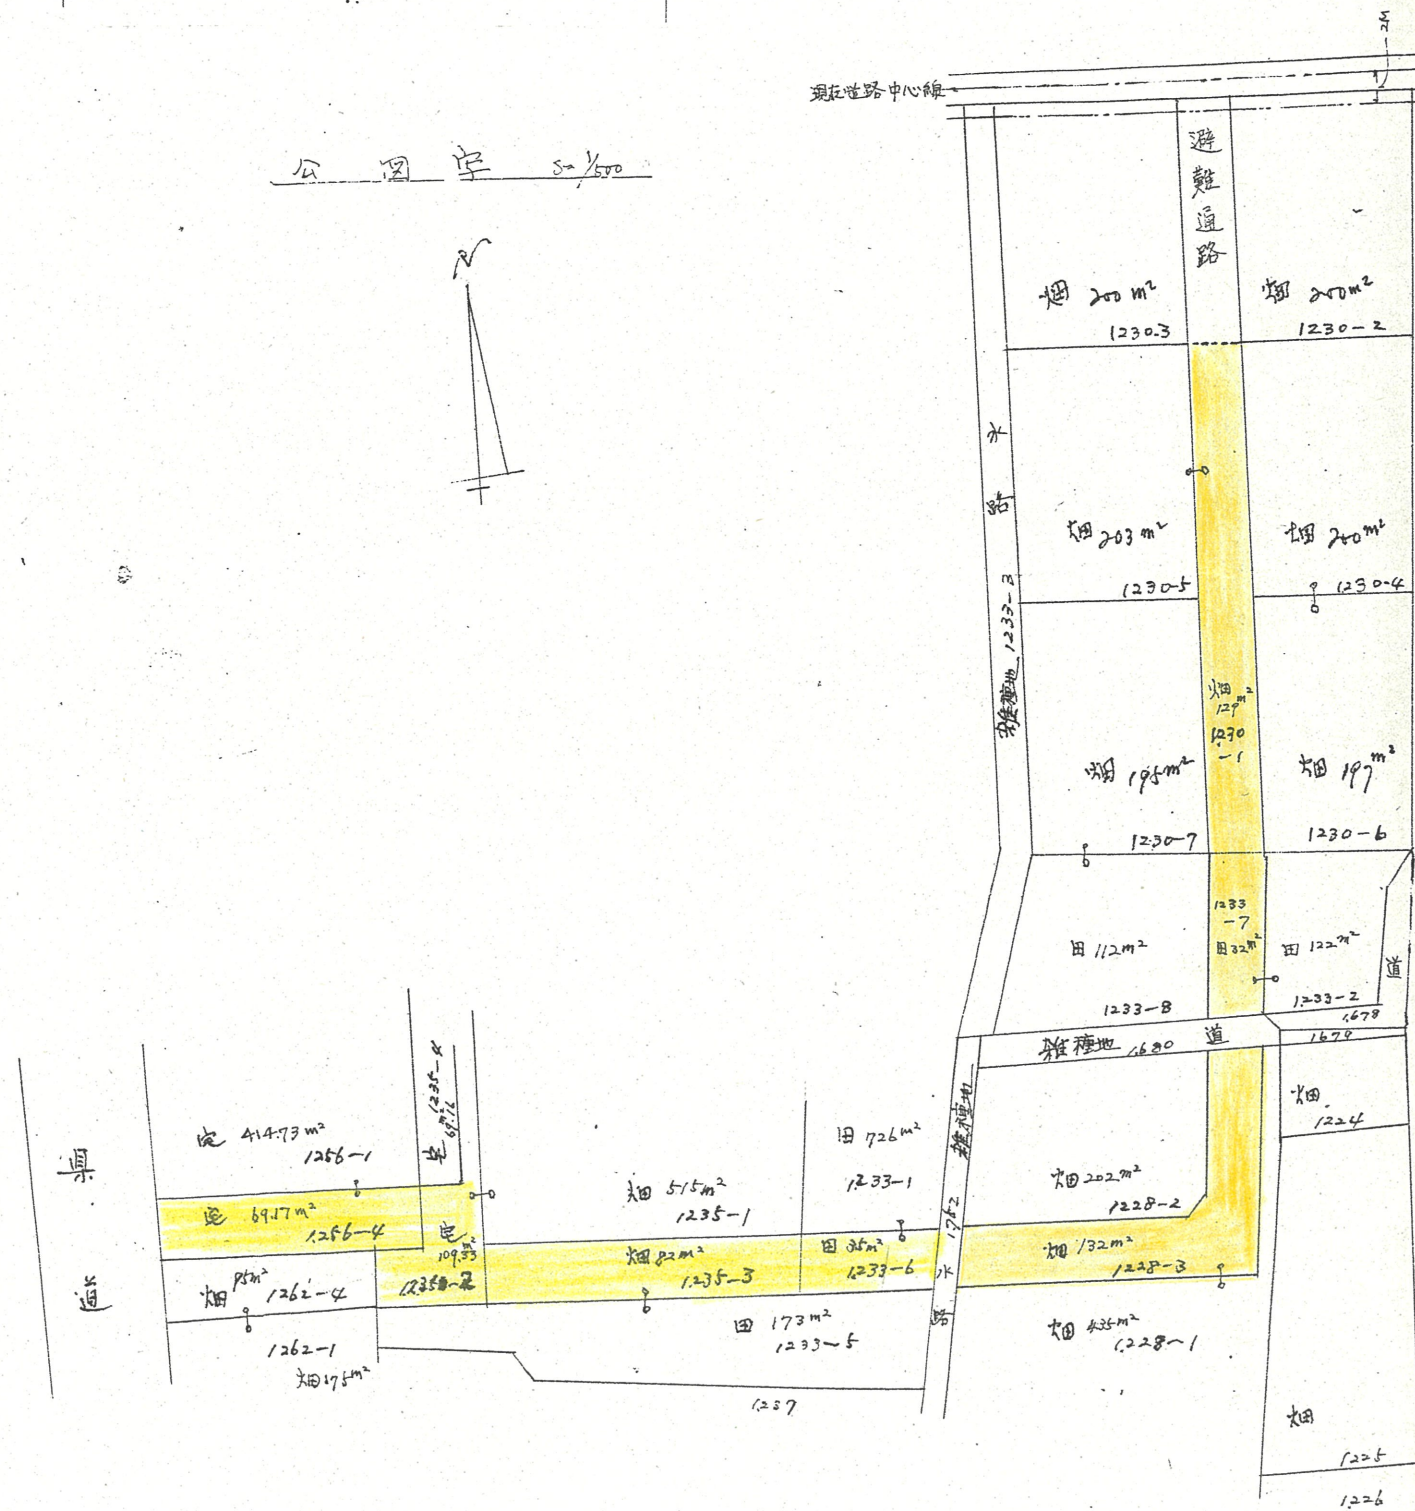 現在道路中心線
公図写 S=1/500
N
避難通路
畑 200m²
1230-3
畑 200m²
1230-2
水路
雑種地 1233-3
畑 203m²
1230-5
畑 200m²
1230-4
畑
129m²
1230
-1
畑 195m²
1230-7
畑 197m²
1230-6
1233
-7
田 32m²
田 112m²
1233-8
田 122m²
1233-2
道
1678
1679
雑種地 1680 道
畑
1224
県道
宅 414.73m²
1256-1
宅 1235-4
69.16m²
宅 69.17m²
1256-4
宅
109.33m²
畑 515m²
1235-1
田 726m²
1233-1
雑種地
1752
水路
畑 202m²
1228-2
畑 82m²
1235-3
田 35m²
1233-6
畑 132m²
1228-3
畑 95m²
1262-4
1262-1
畑 175m²
田 173m²
1233-5
畑 435m²
1228-1
1237
畑
1225
1226